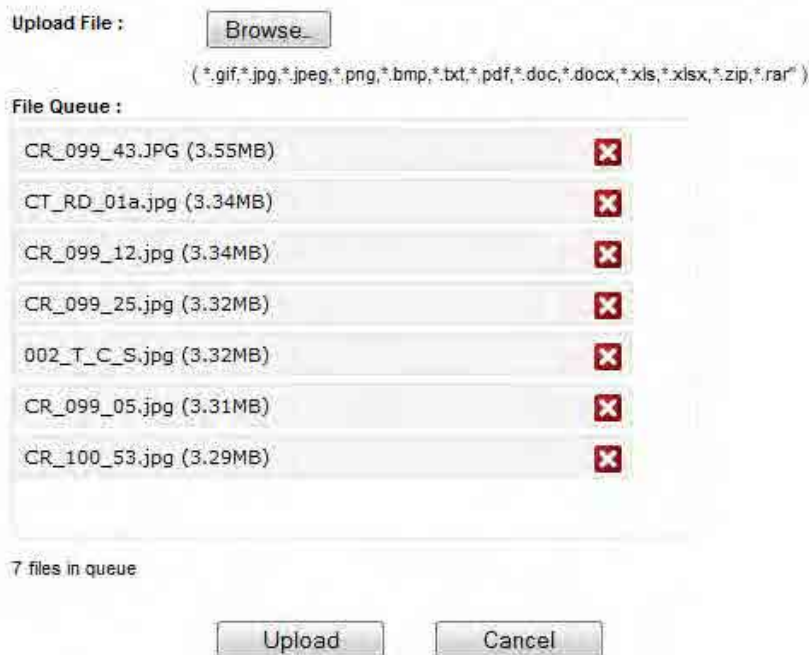 Upload File :
Browse..
( *.gif,*.jpg,*.jpeg,*.png,*.bmp,*.txt,*.pdf,*.doc,*.docx,*.xls,*.xlsx,*.zip,*.rar" )
File Queue :
CR_099_43.JPG (3.55MB)
CT_RD_01a.jpg (3.34MB)
CR_099_12.jpg (3.34MB)
CR_099_25.jpg (3.32MB)
002_T_C_S.jpg (3.32MB)
CR_099_05.jpg (3.31MB)
CR_100_53.jpg (3.29MB)
7 files in queue
Upload Cancel